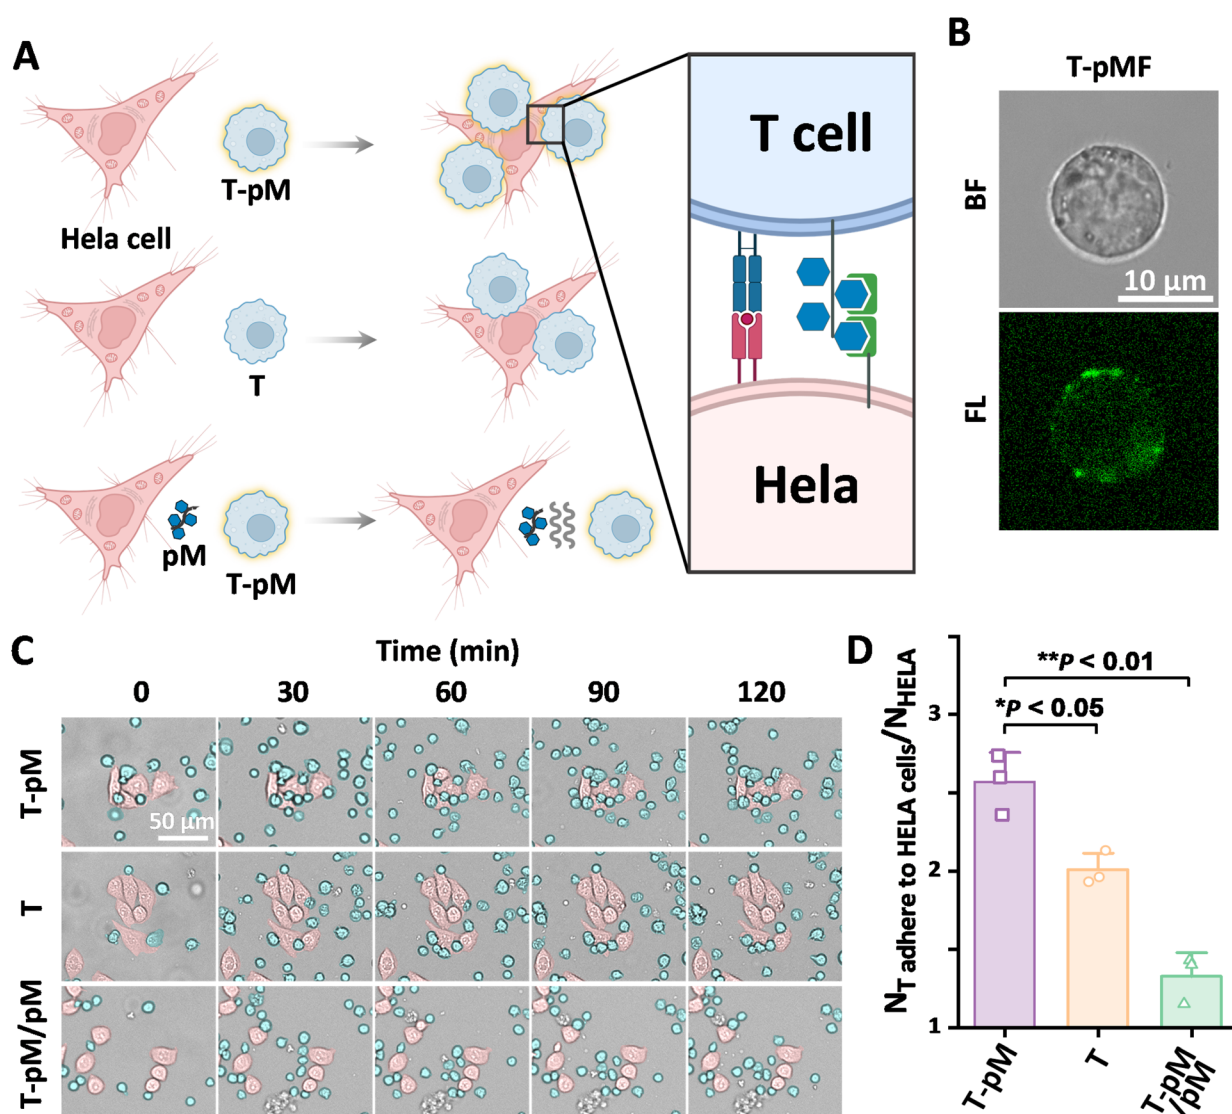 A
Hela cell
T-pM
T
pM
T-pM
T cell
Hela
B
T-pMF
BF
10 µm
FL
C
Time (min)
0 30 60 90 120
T-pM
50 µm
T
T-pM/pM
D
N_T adhere to HELA cells/N_HELA
**P < 0.01
*P < 0.05
3
2
1
T-pM
T
T-pM
/pM